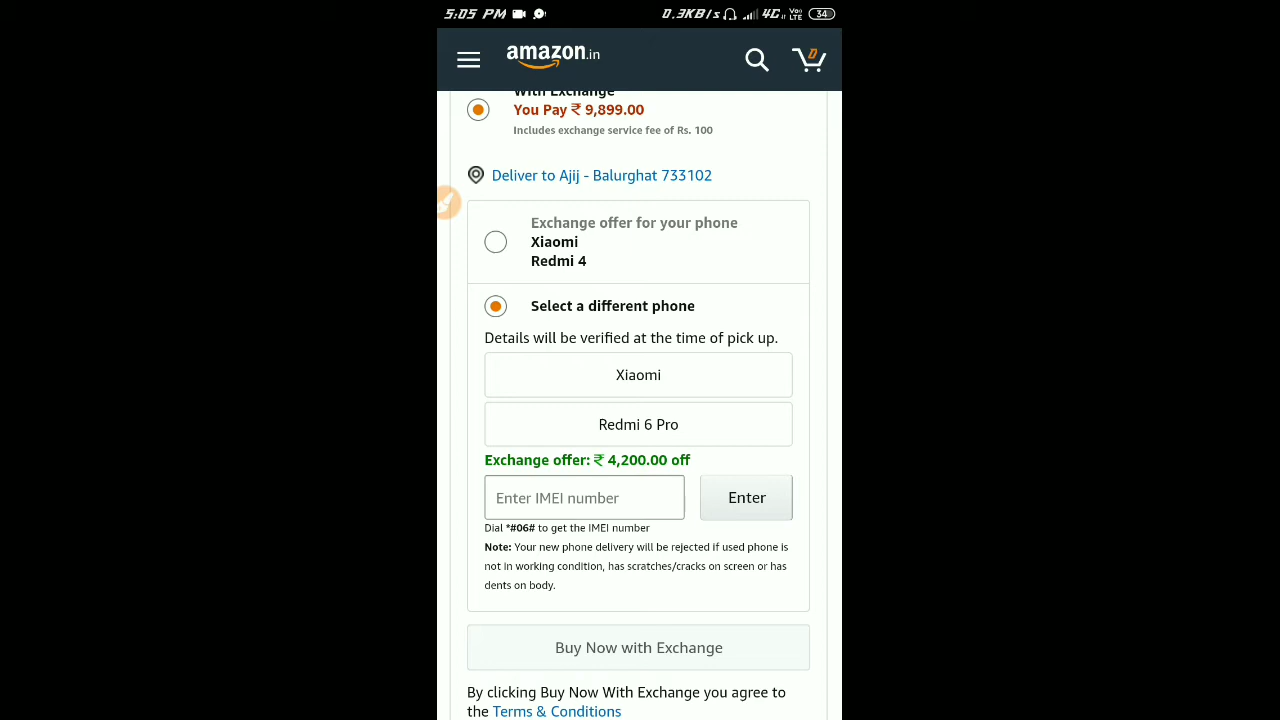 5:05 PM 0.3KB/s 4G Voo LTE 34
amazon.in
0
With Exchange
You Pay ₹ 9,899.00
Includes exchange service fee of Rs. 100
Deliver to Ajij - Balurghat 733102
Exchange offer for your phone
Xiaomi
Redmi 4
Select a different phone
Details will be verified at the time of pick up.
Xiaomi
Redmi 6 Pro
Exchange offer: ₹ 4,200.00 off
Enter IMEI number Enter
Dial *#06# to get the IMEI number
Note: Your new phone delivery will be rejected if used phone is
not in working condition, has scratches/cracks on screen or has
dents on body.
Buy Now with Exchange
By clicking Buy Now With Exchange you agree to
the Terms & Conditions